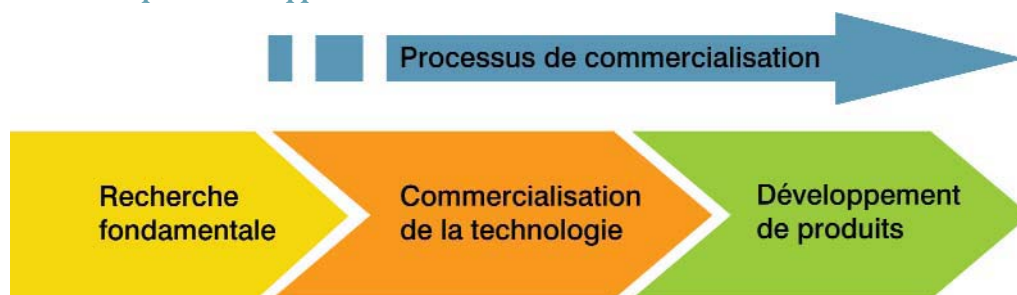 Processus de commercialisation
Recherche
fondamentale
Commercialisation
de la technologie
Développement
de produits